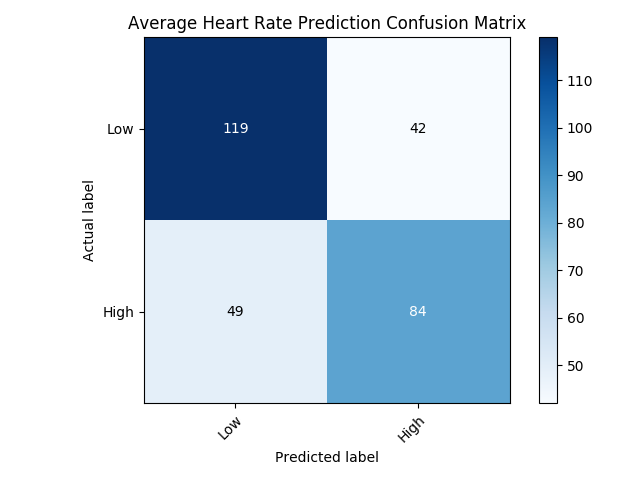 Average Heart Rate Prediction Confusion Matrix
Actual label
Low
119
42
High
49
84
Low
High
Predicted label
110
100
90
80
70
60
50